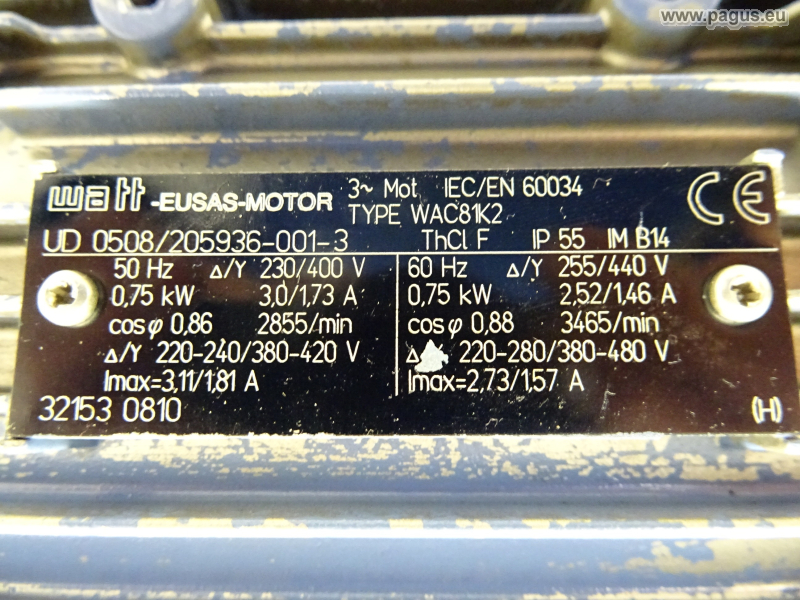 www.pagus.eu
watt -EUSAS-MOTOR 3~ Mot. IEC/EN 60034
TYPE WAC81K2 CE
UD 0508/205936-001-3 ThCl F IP 55 IM B14
50 Hz Δ/Y 230/400 V
0,75 kW 3,0/1,73 A
cosφ 0,86 2855/min
Δ/Y 220-240/380-420 V
Imax=3,11/1,81 A
60 Hz Δ/Y 255/440 V
0,75 kW 2,52/1,46 A
cosφ 0,88 3465/min
Δ 220-280/380-480 V
Imax=2,73/1,57 A
32153 0810 (H)